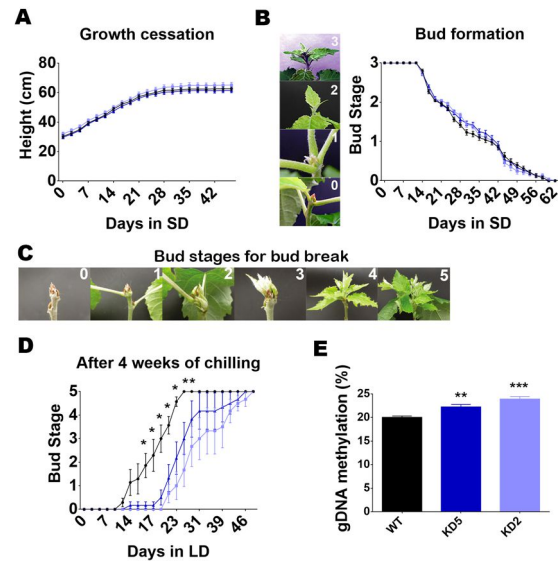 A
Growth cessation
Height (cm)
100
80
60
40
20
0
0 7 14 21 28 35 42
Days in SD
B
Bud formation
3
2
1
0
Bud Stage
3
2
1
0
0 7 14 21 28 35 42 49 56 62
Days in SD
C
Bud stages for bud break
0 1 2 3 4 5
D
After 4 weeks of chilling
Bud Stage
5
4
3
2
1
0
* * * * * **
0 7 14 17 23 31 39 46
Days in LD
E
gDNA methylation (%)
30
25
20
15
10
5
0
** ***
WT KD5 KD2